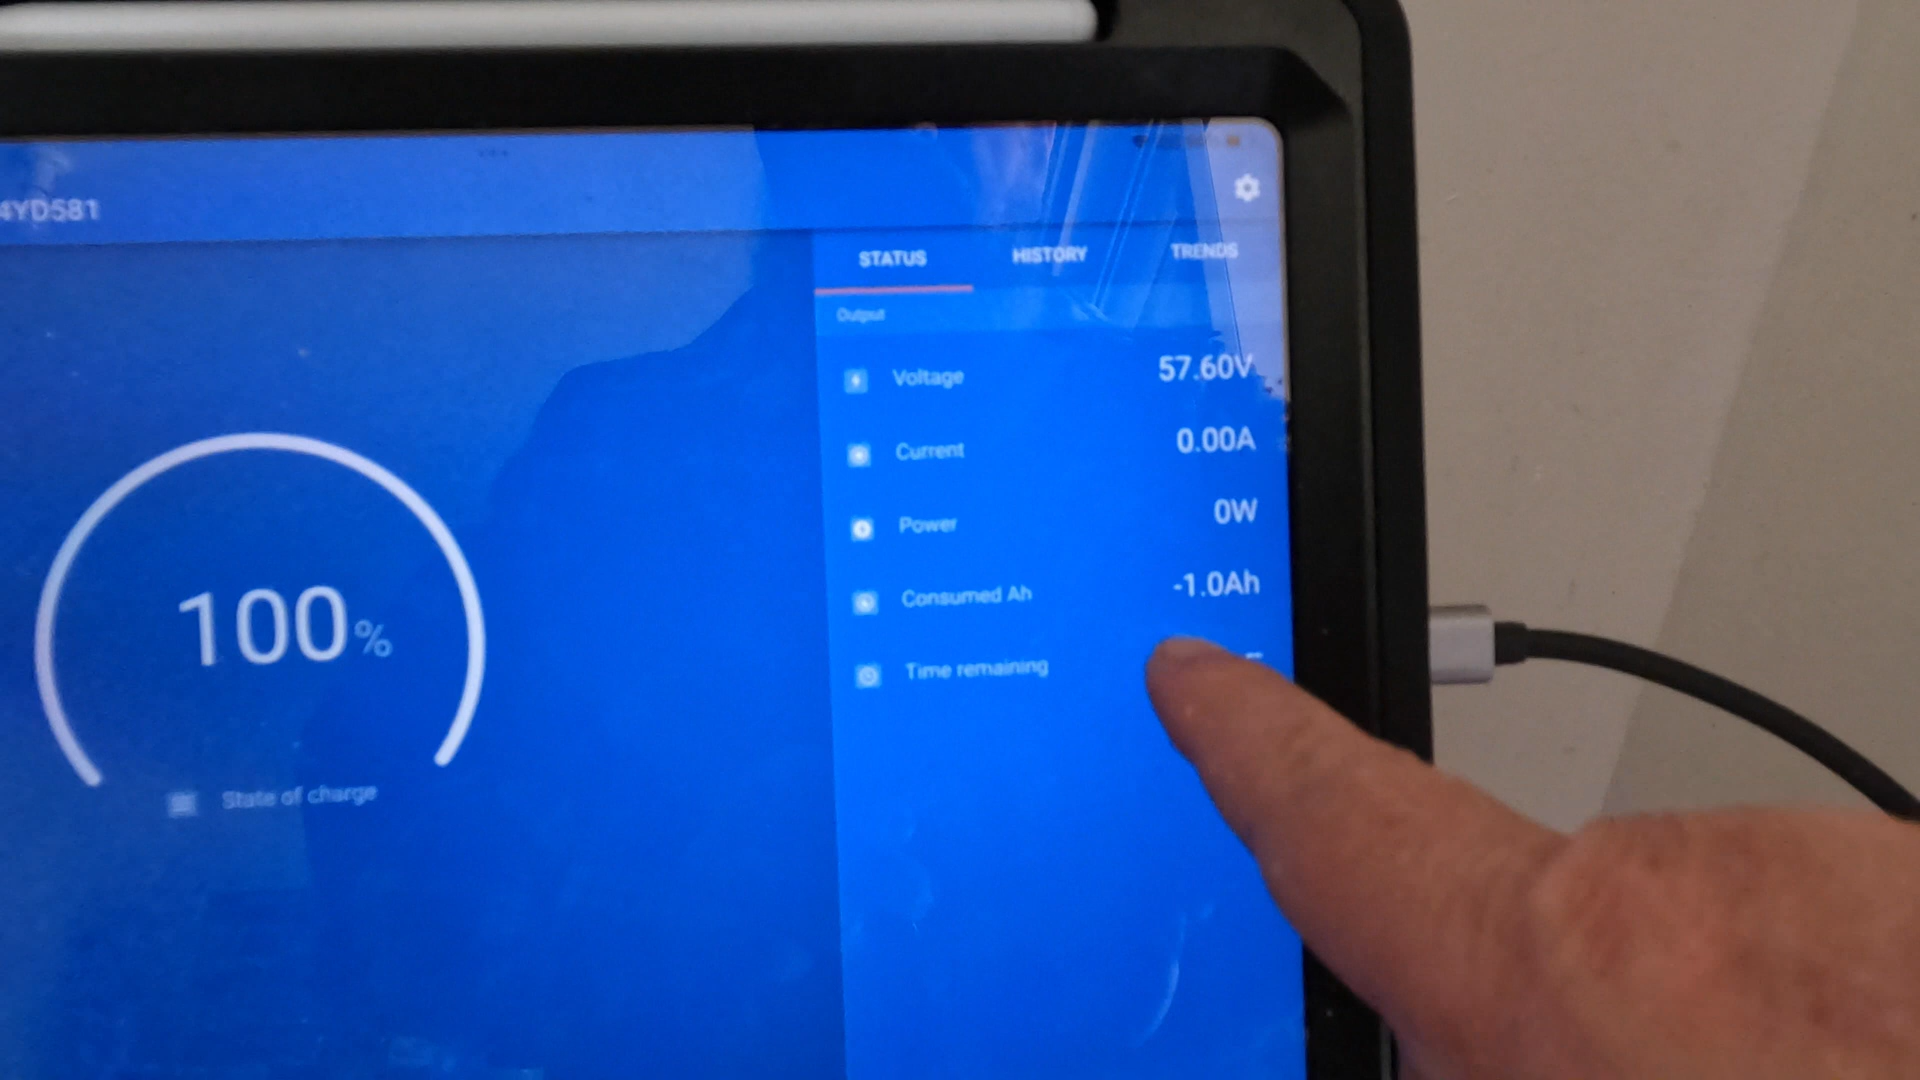 4YD581
STATUS HISTORY TRENDS
Output
Voltage 57.60V
Current 0.00A
Power 0W
Consumed Ah -1.0Ah
Time remaining
100%
State of charge